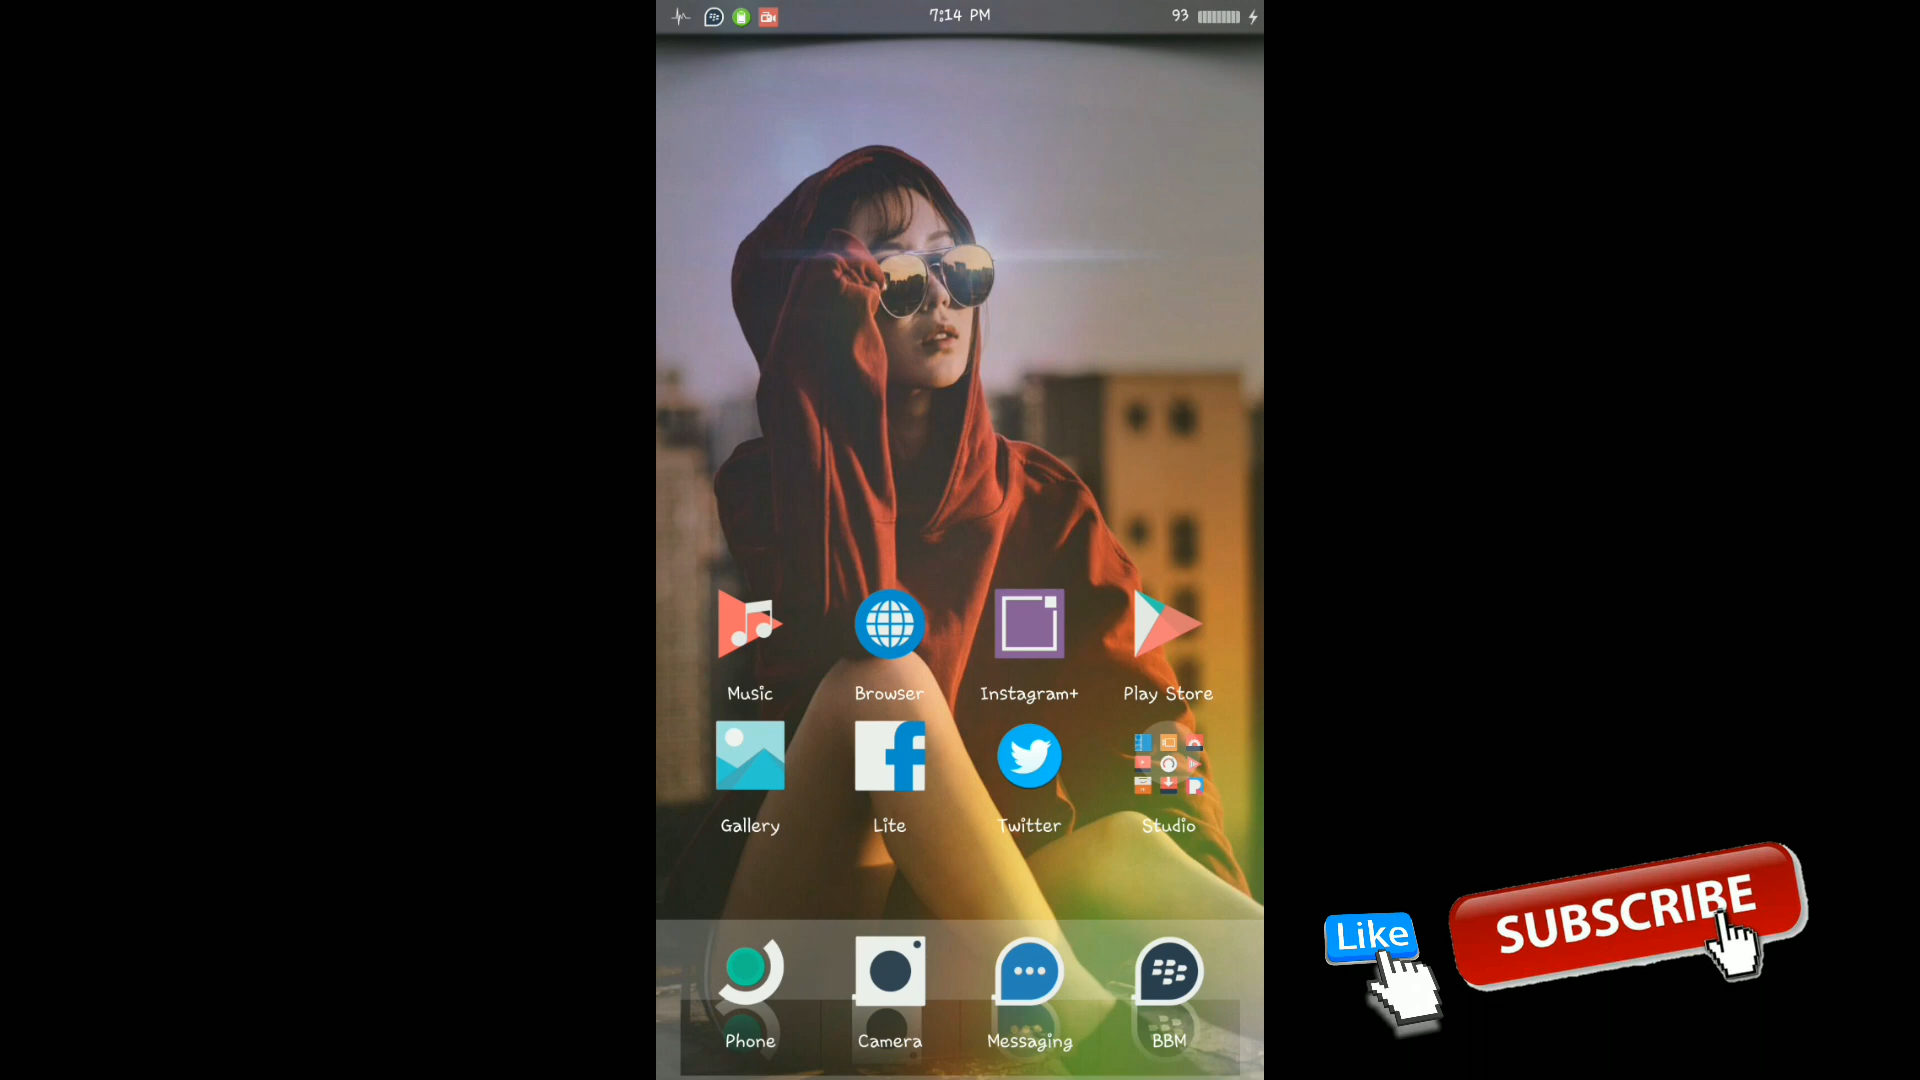 7:14 PM
93
Music Browser Instagram+ Play Store
Gallery Lite Twitter Studio
Like SUBSCRIBE
Phone Camera Messaging BBM